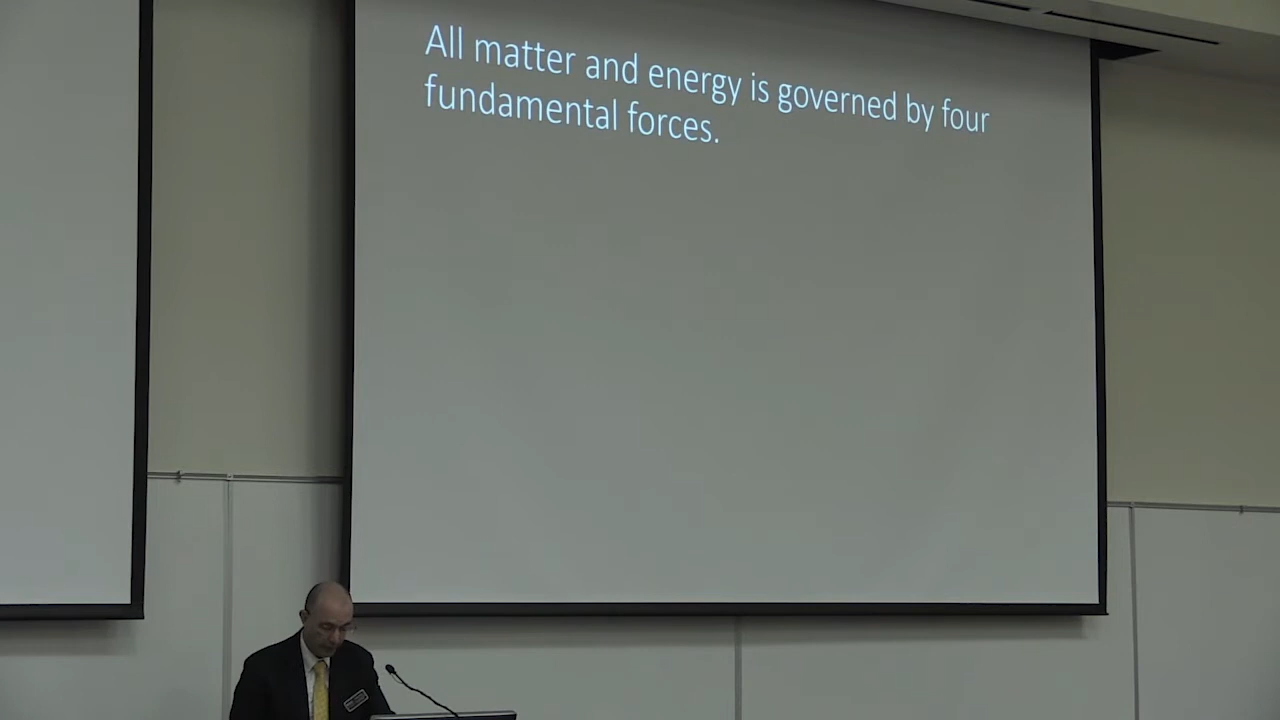 All matter and energy is governed by four
fundamental forces.